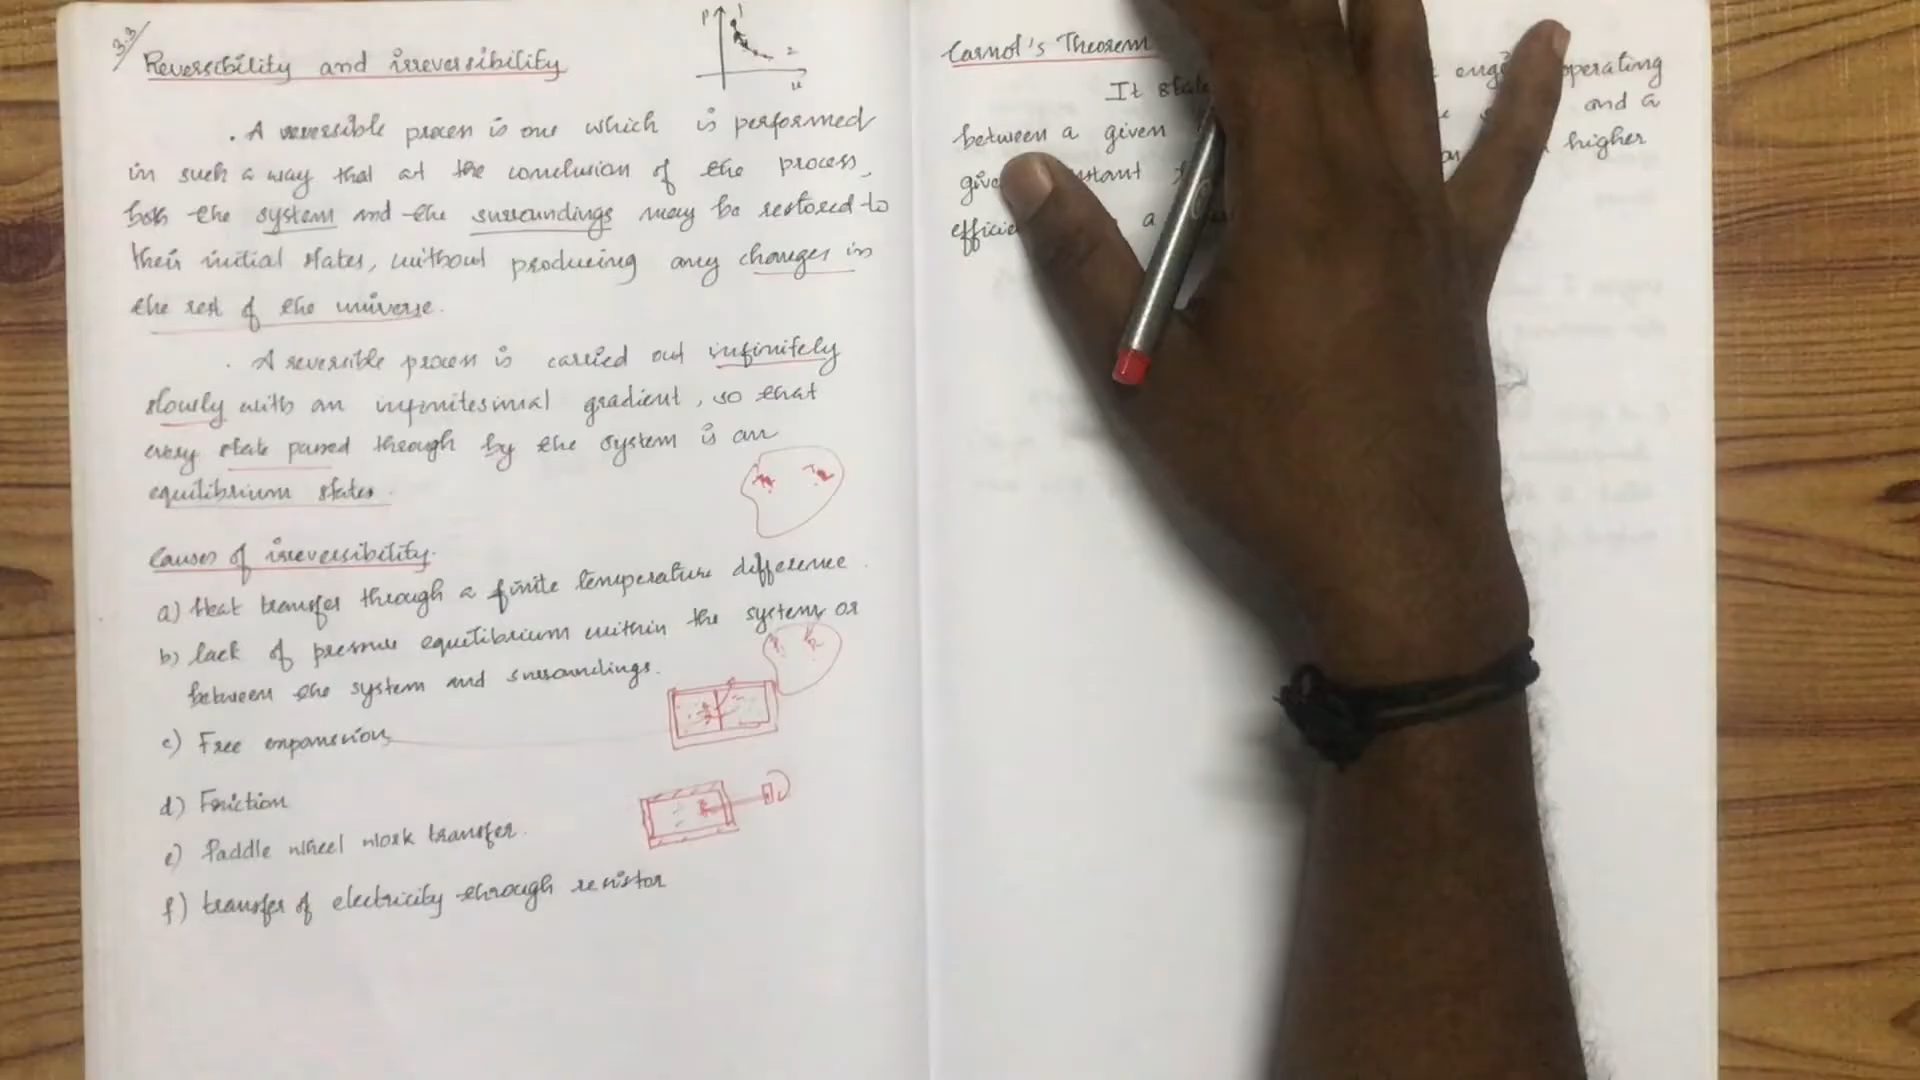 3.3
Reversibility and irreversibility
P
1
2
. A reversible process is one which is performed
in such a way that at the conclusion of the process,
both the system and the surroundings may be restored to
their initial states, without producing any changes in
the rest of the universe.
. A reversible process is carried out infinitely
slowly with an infinitesimal gradient, so that
every state passed through by the system is an
equilibrium states.
Causes of irreversibility.
a) Heat transfer through a finite temperature difference.
b) lack of pressure equilibrium within the system or
between the system and surroundings.
c) Free expansion
d) Friction
e) Paddle wheel work transfer.
f) transfer of electricity through resistor
Carnot's Theorem
It
operating
between a given
and a
higher
a